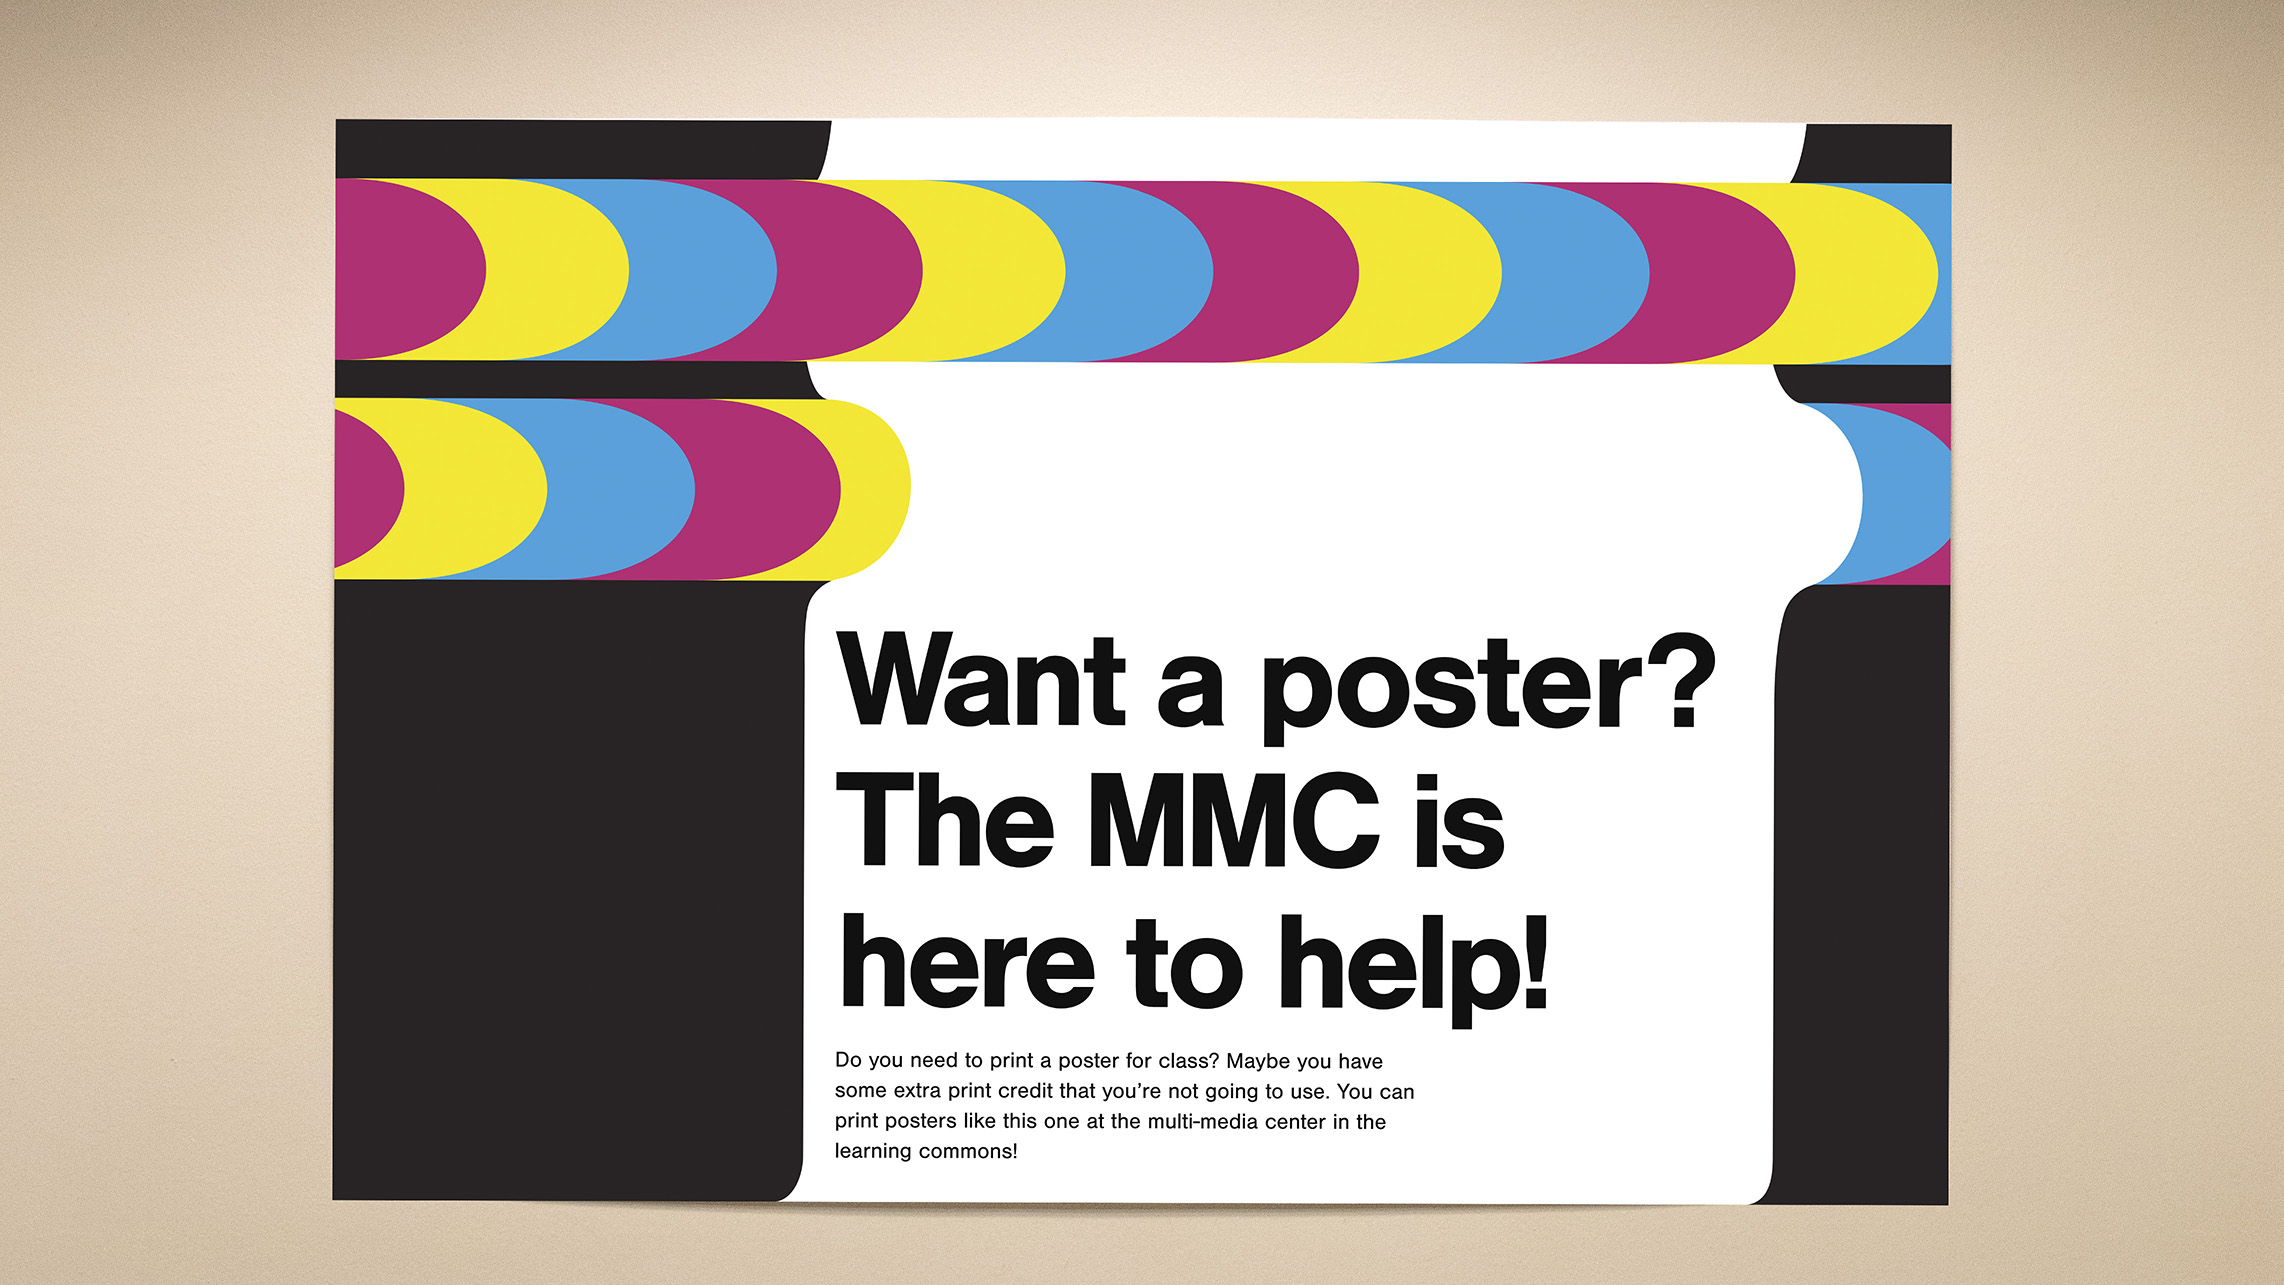 Want a poster?
The MMC is
here to help!
Do you need to print a poster for class? Maybe you have
some extra print credit that you’re not going to use. You can
print posters like this one at the multi-media center in the
learning commons!